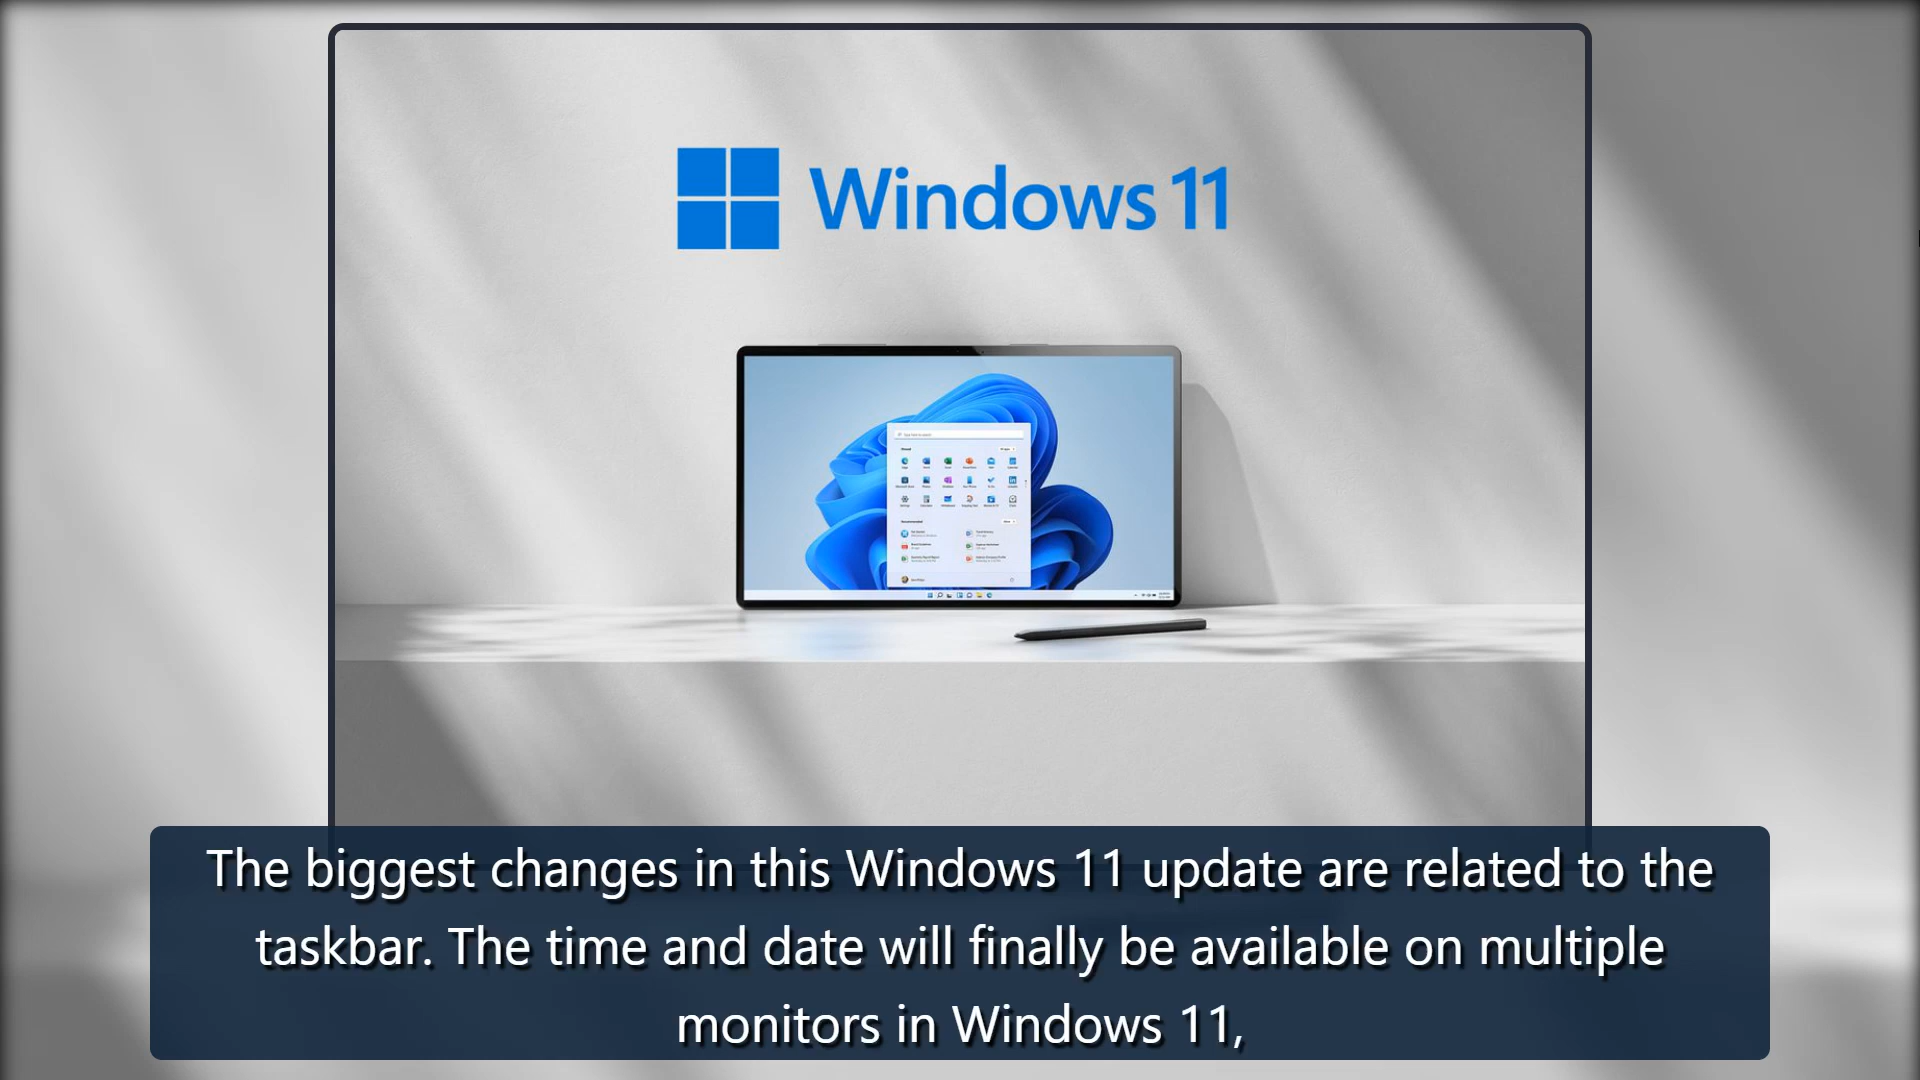 Windows 11
The biggest changes in this Windows 11 update are related to the
taskbar. The time and date will finally be available on multiple
monitors in Windows 11,